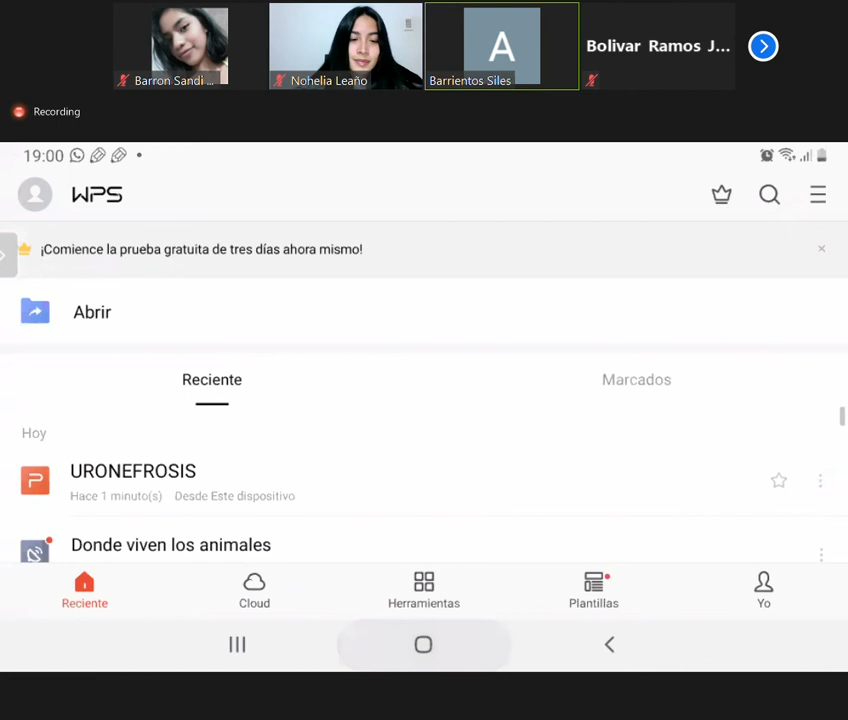 Barron Sandi ...
Nohelia Leaño
A
Barrientos Siles
Bolivar Ramos J...
Recording
19:00
WPS
¡Comience la prueba gratuita de tres días ahora mismo!
Abrir
Reciente
Marcados
Hoy
URONEFROSIS
Hace 1 minuto(s) Desde Este dispositivo
Donde viven los animales
Reciente
Cloud
Herramientas
Plantillas
Yo